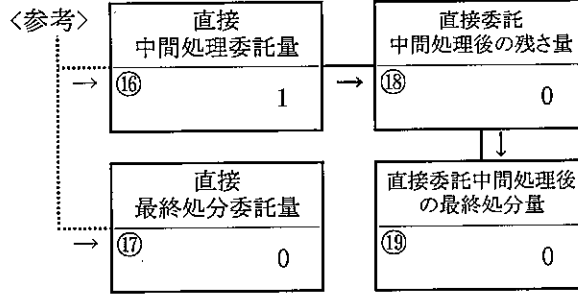 <参考>
直接
中間処理委託量
⑯
1
→
→
直接委託
中間処理後の残さ量
⑱
0
↓
直接
最終処分委託量
⑰
0
→
直接委託中間処理後
の最終処分量
⑲
0